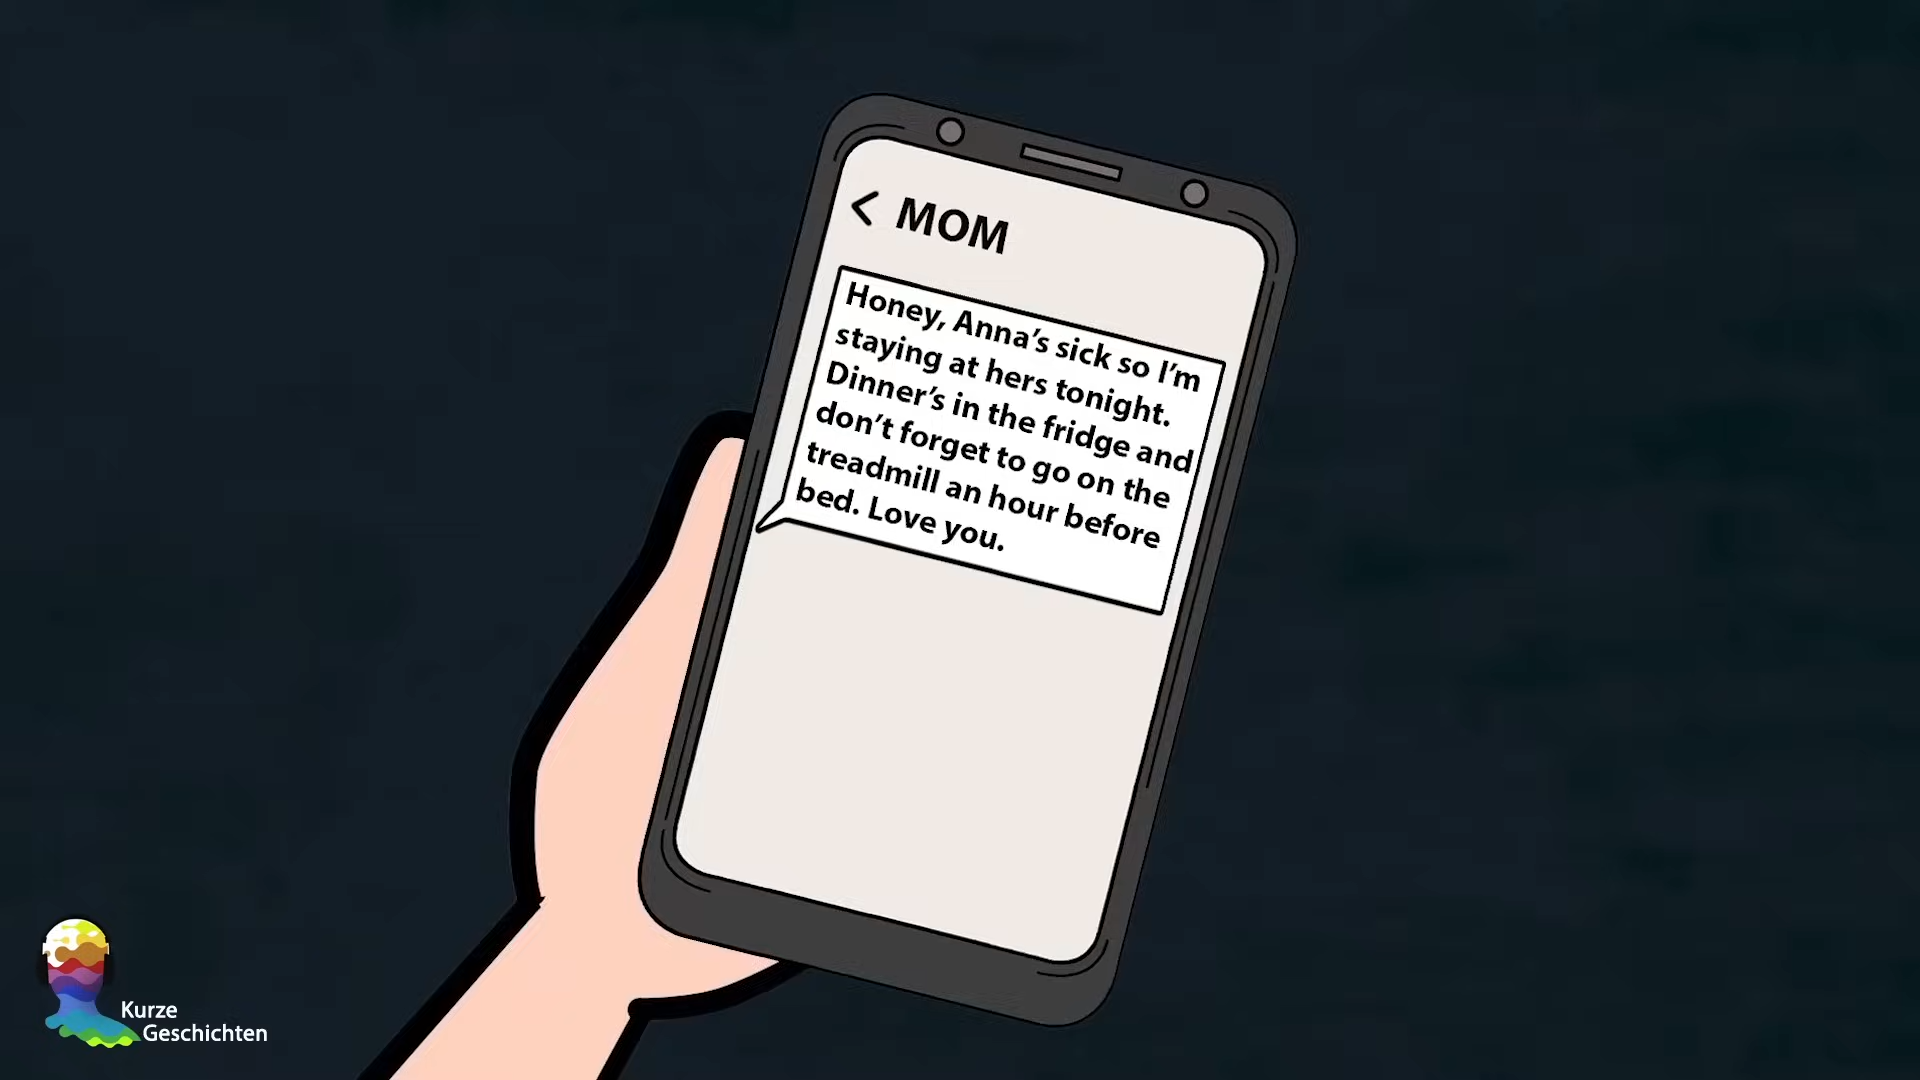 < MOM
Honey, Anna's sick so I'm
staying at hers tonight.
Dinner's in the fridge and
don't forget to go on the
treadmill an hour before
bed. Love you.
Kurze
Geschichten